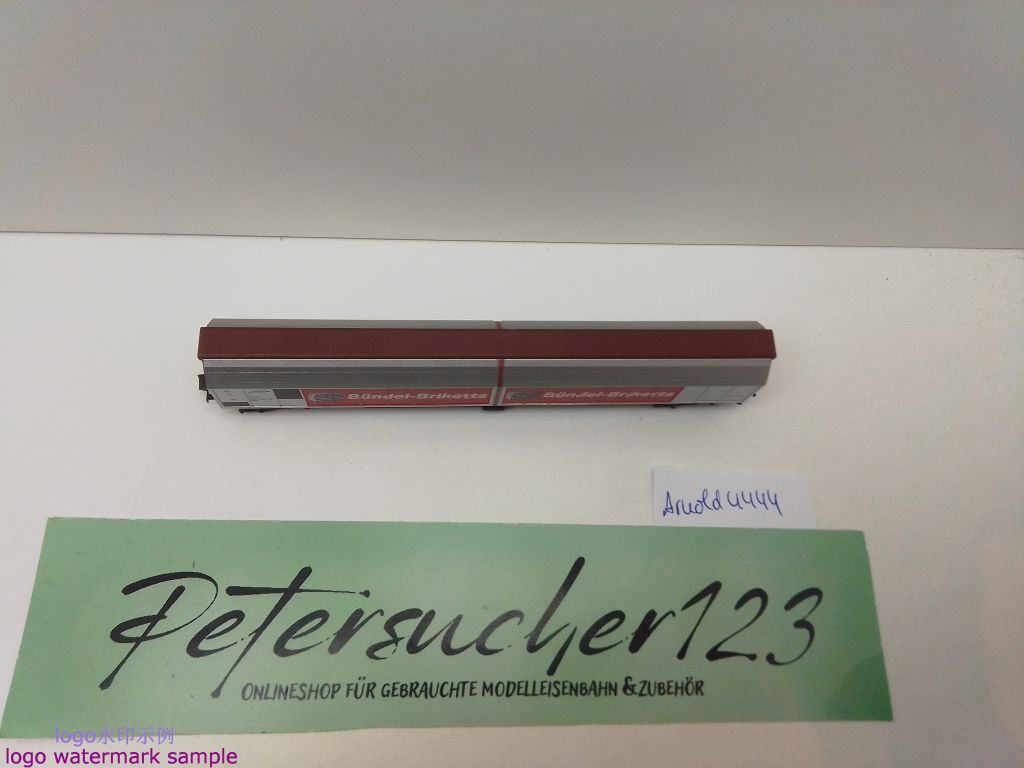 Bündel-Briketts Bündel-Briketts
Arnold 4444
Petersucher123
ONLINESHOP FÜR GEBRAUCHTE MODELLEISENBAHN & ZUBEHÖR
logo水印示例
logo watermark sample